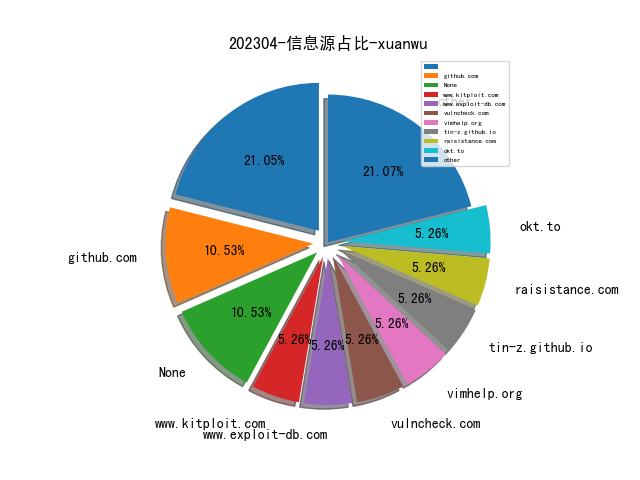 202304-信息源占比-xuanwu
github.com
None
www.kitploit.com
www.exploit-db.com
vulncheck.com
vimhelp.org
tin-z.github.io
raisistance.com
okt.to
other
other
21.05%
21.07%
10.53%
10.53%
5.26%
5.26%
5.26%
5.26%
5.26%
5.26%
5.26%
github.com
None
www.kitploit.com
www.exploit-db.com
vulncheck.com
vimhelp.org
tin-z.github.io
raisistance.com
okt.to